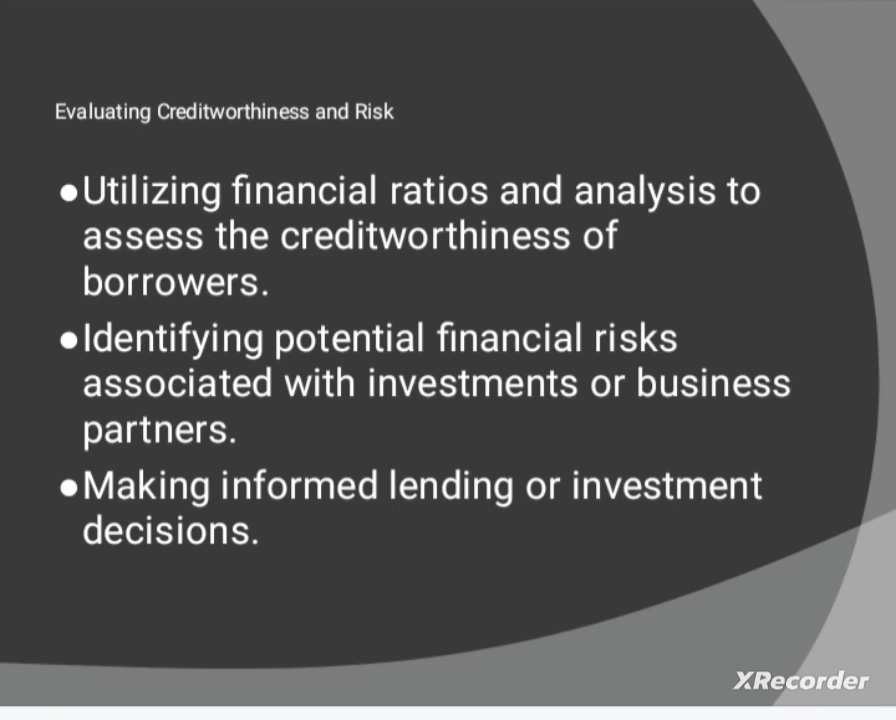 Evaluating Creditworthiness and Risk
●Utilizing financial ratios and analysis to
assess the creditworthiness of
borrowers.
●Identifying potential financial risks
associated with investments or business
partners.
●Making informed lending or investment
decisions.
XRecorder